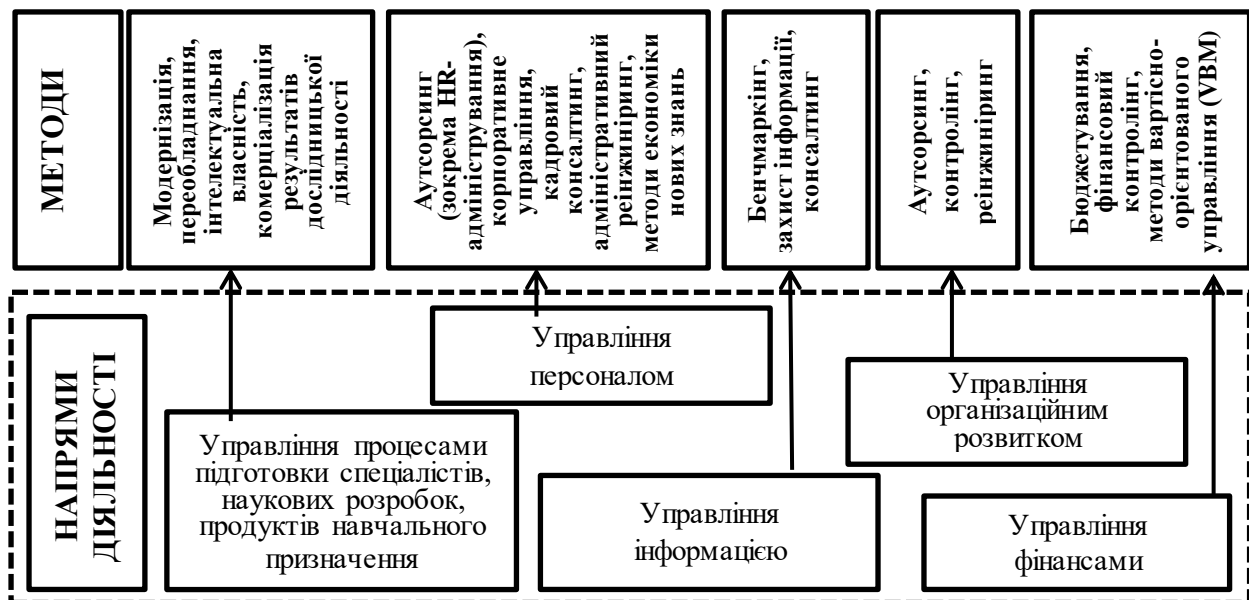 МЕТОДИ
Модернізація,
переобладнання,
інтелектуальна
власність,
комерціалізація
результатів
дослідницької
діяльності
Аутсорсинг
(зокрема HR-
адміністрування),
корпоративне
управління,
кадровий
консалтинг,
адміністративний
реінжиніринг,
методи економіки
нових знань
Бенчмаркінг,
захист інформації,
консалтинг
Аутсорсинг,
контролінг,
реінжиніринг
Бюджетування,
фінансовий
контролінг,
методи вартісно-
орієнтованого
управління (VBM)
НАПРЯМИ
ДІЯЛЬНОСТІ
Управління процесами
підготовки спеціалістів,
наукових розробок,
продуктів навчального
призначення
Управління
персоналом
Управління
інформацією
Управління
організаційним
розвитком
Управління
фінансами